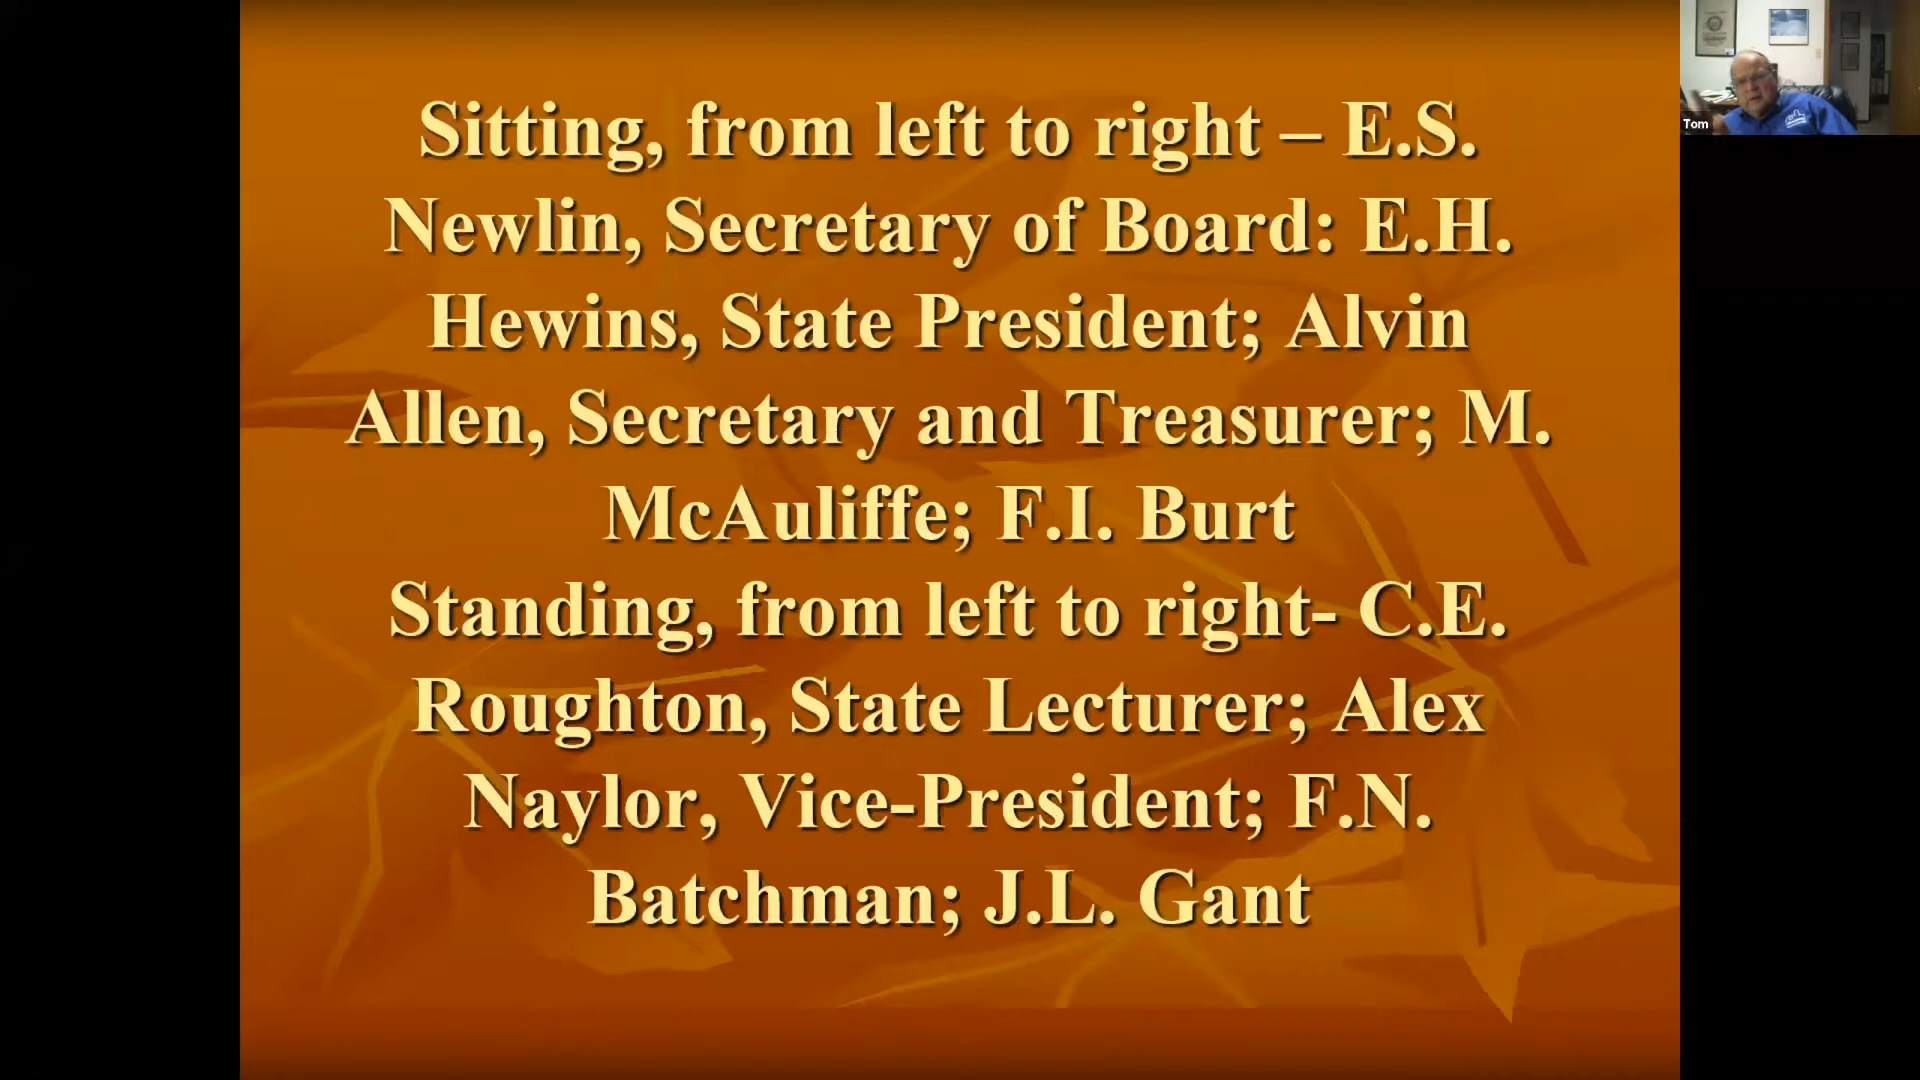 Sitting, from left to right – E.S.
Newlin, Secretary of Board: E.H.
Hewins, State President; Alvin
Allen, Secretary and Treasurer; M.
McAuliffe; F.I. Burt
Standing, from left to right- C.E.
Roughton, State Lecturer; Alex
Naylor, Vice-President; F.N.
Batchman; J.L. Gant
Tom